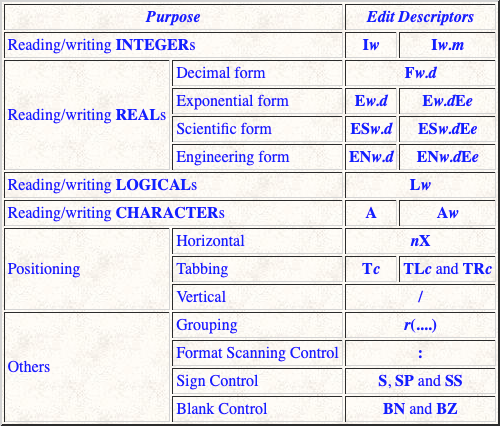 Purpose Edit Descriptors
Reading/writing INTEGERs Iw Iw.m
Reading/writing REALs
Decimal form Fw.d
Exponential form Ew.d Ew.dEe
Scientific form ESw.d ESw.dEe
Engineering form ENw.d ENw.dEe
Reading/writing LOGICALs Lw
Reading/writing CHARACTERs A Aw
Positioning
Horizontal nX
Tabbing Tc TLc and TRc
Vertical /
Others
Grouping r(....)
Format Scanning Control :
Sign Control S, SP and SS
Blank Control BN and BZ